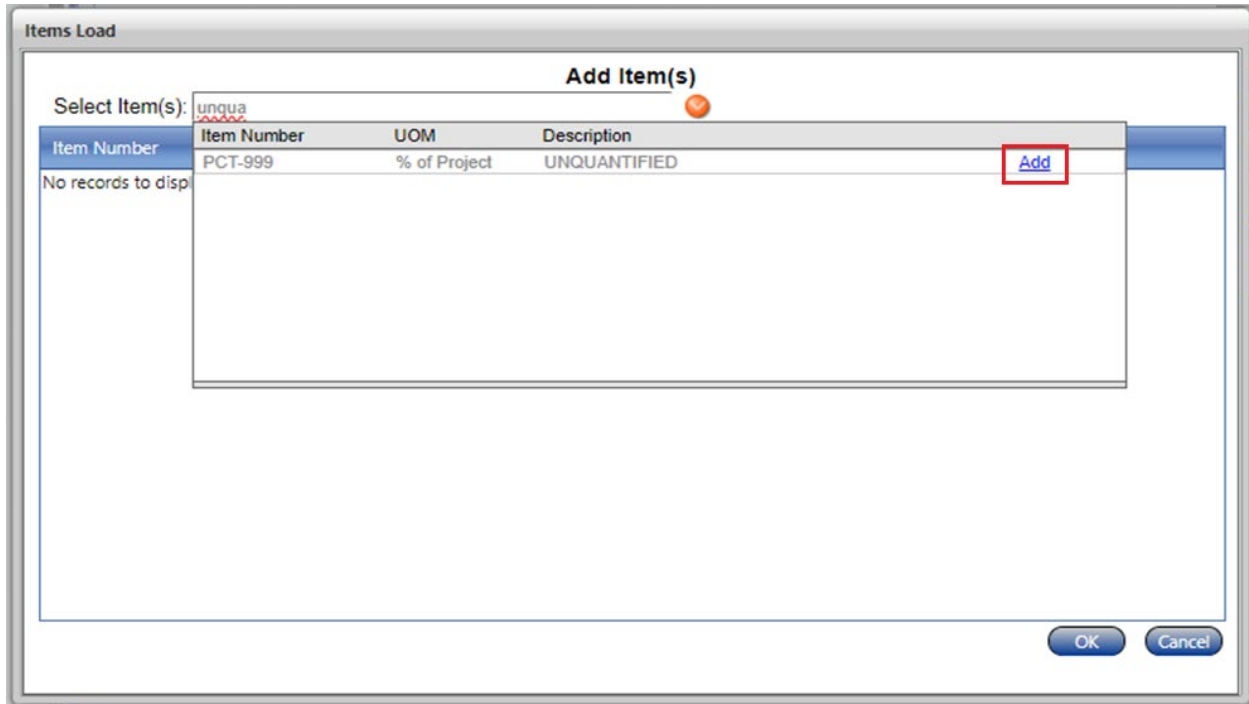 Items Load
Add Item(s)
Select Item(s): unqua
Item Number UOM Description
Item Number
PCT-999 % of Project UNQUANTIFIED Add
No records to displ
OK Cancel